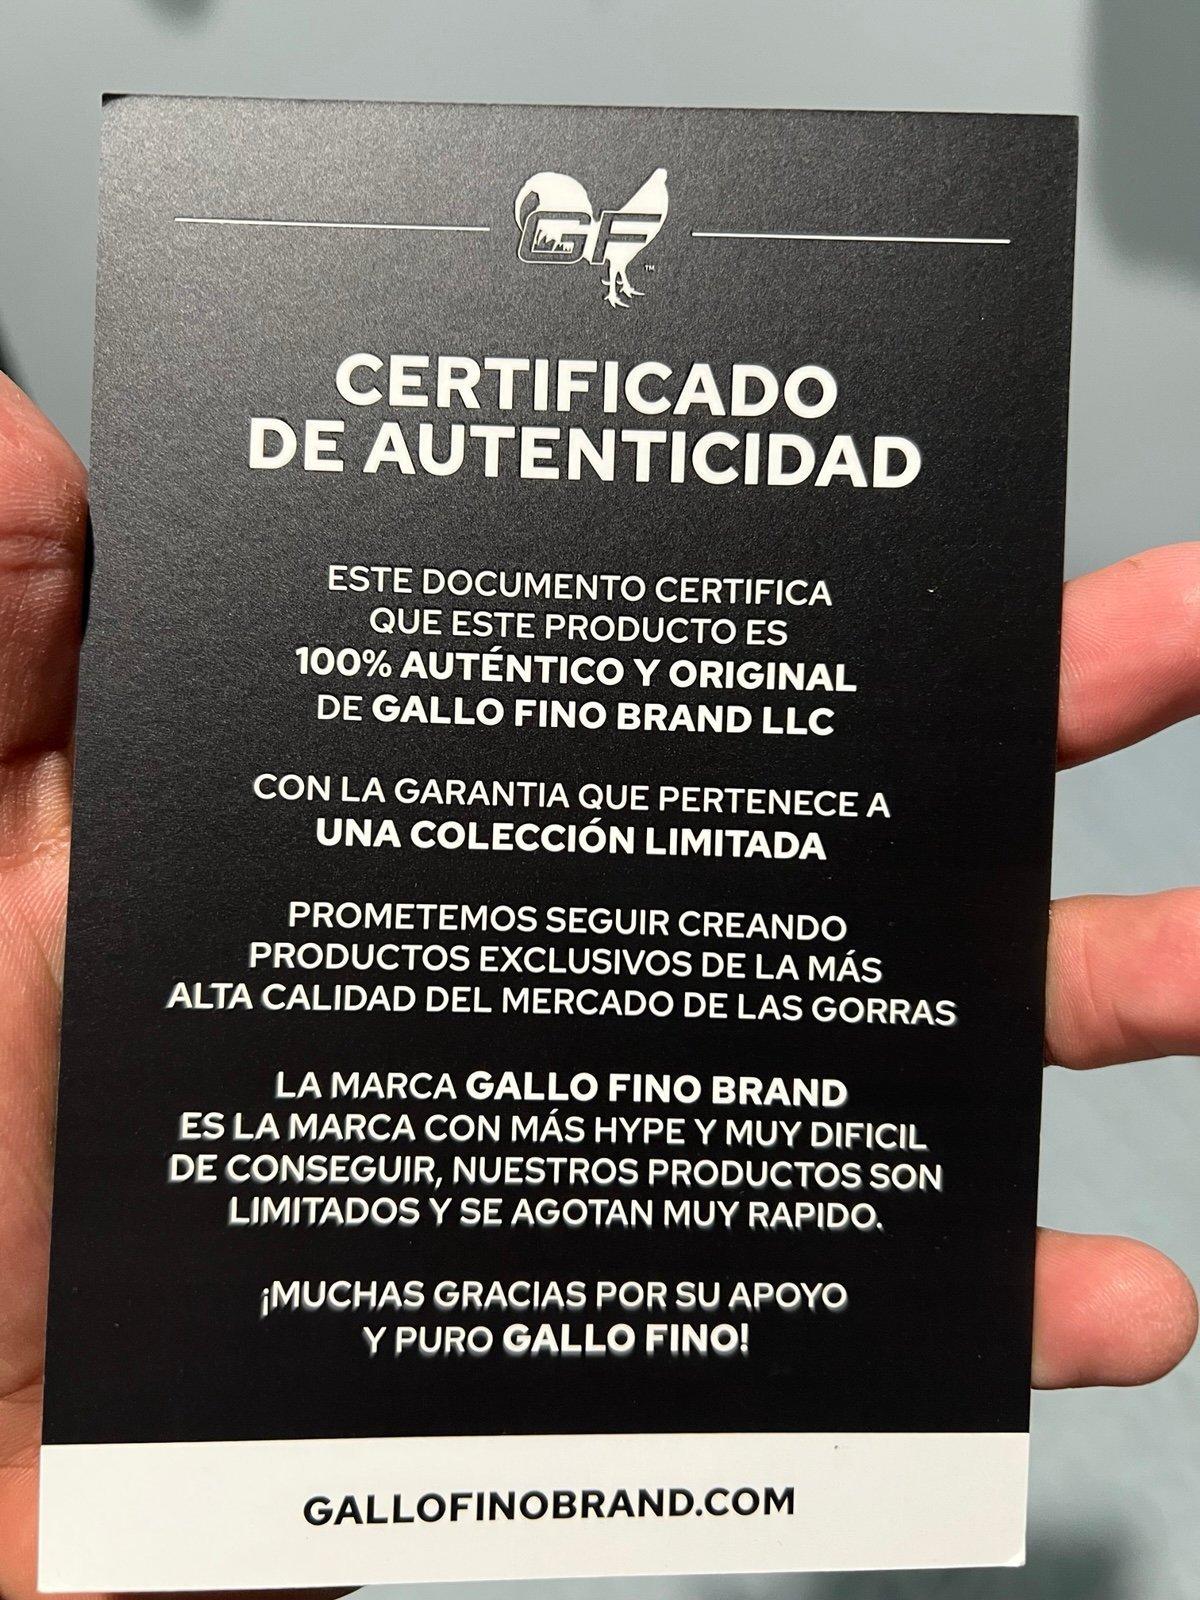 GF
™
CERTIFICADO
DE AUTENTICIDAD
ESTE DOCUMENTO CERTIFICA
QUE ESTE PRODUCTO ES
100% AUTÉNTICO Y ORIGINAL
DE GALLO FINO BRAND LLC
CON LA GARANTIA QUE PERTENECE A
UNA COLECCIÓN LIMITADA
PROMETEMOS SEGUIR CREANDO
PRODUCTOS EXCLUSIVOS DE LA MÁS
ALTA CALIDAD DEL MERCADO DE LAS GORRAS
LA MARCA GALLO FINO BRAND
ES LA MARCA CON MÁS HYPE Y MUY DIFICIL
DE CONSEGUIR, NUESTROS PRODUCTOS SON
LIMITADOS Y SE AGOTAN MUY RAPIDO.
¡MUCHAS GRACIAS POR SU APOYO
Y PURO GALLO FINO!
GALLOFINOBRAND.COM